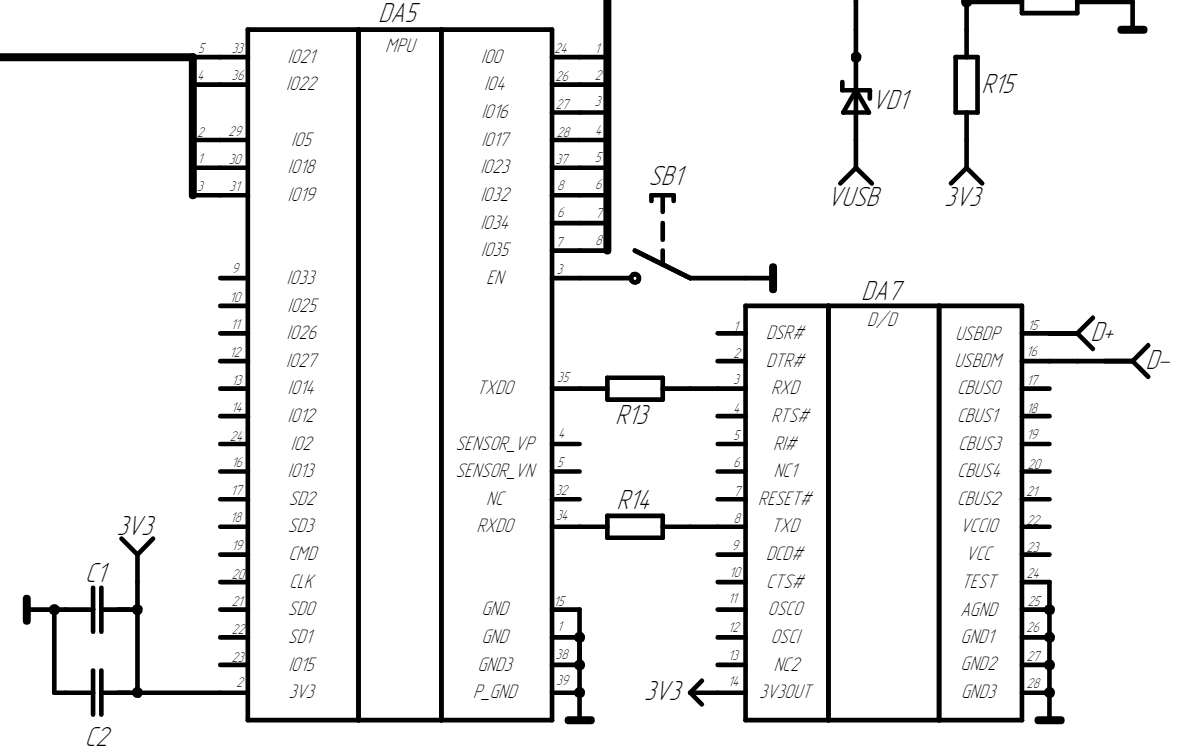 DA5
MPU
5 33 IO21 IO0 24 1
4 36 IO22 IO4 26 2
IO16 27 3
2 29 IO5 IO17 28 4
1 30 IO18 IO23 37 5
3 31 IO19 IO32 8 6
IO34 6 7
IO35 7 8
9 IO33 EN 3
10 IO25
11 IO26
12 IO27
13 IO14 TXD0 35
14 IO12
24 IO2 SENSOR_VP 4
16 IO13 SENSOR_VN 5
17 SD2 NC 32
18 SD3 RXD0 34
19 CMD
20 CLK
21 SD0 GND 15
22 SD1 GND 1
23 IO15 GND3 38
2 3V3 P_GND 39
3V3
C1
C2
SB1
VD1
VUSB
R15
3V3
R13
R14
DA7
D/D
1 DSR# USBDP 15 D+
2 DTR# USBDM 16 D-
3 RXD CBUS0 17
4 RTS# CBUS1 18
5 RI# CBUS3 19
6 NC1 CBUS4 20
7 RESET# CBUS2 21
8 TXD VCCIO 22
9 DCD# VCC 23
10 CTS# TEST 24
11 OSCO AGND 25
12 OSCI GND1 26
13 NC2 GND2 27
3V3 14 3V3OUT GND3 28